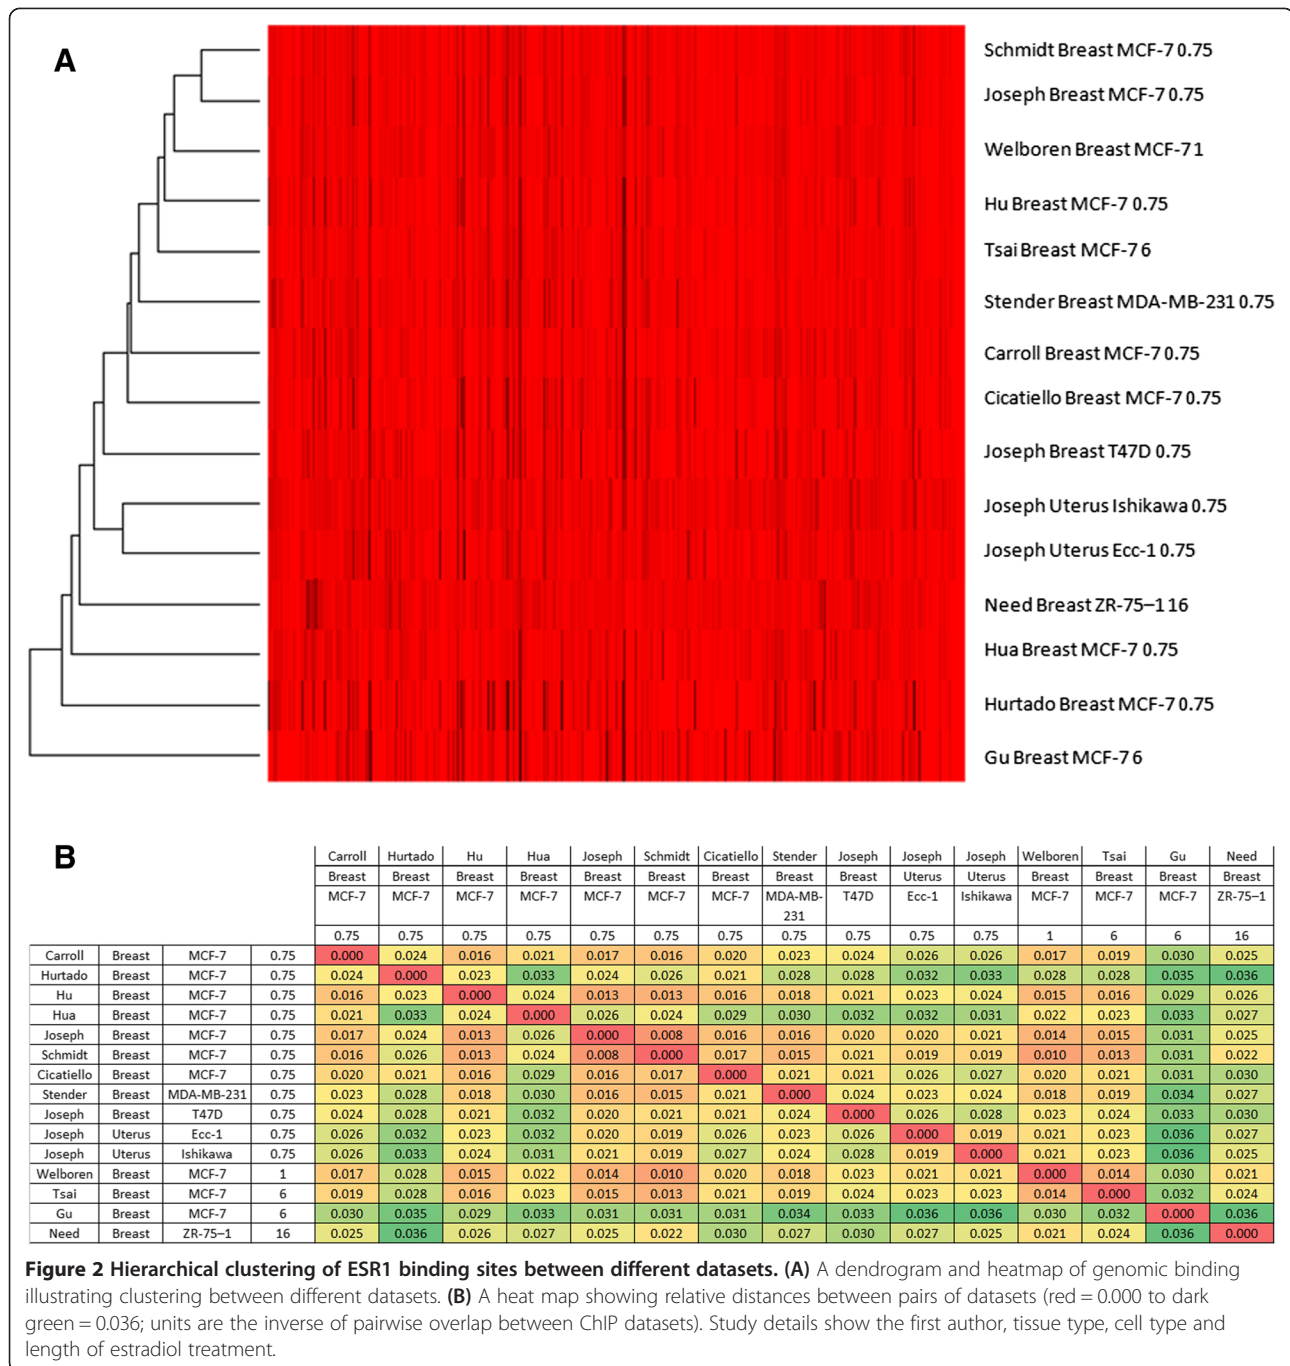 A
Schmidt Breast MCF-7 0.75
Joseph Breast MCF-7 0.75
Welboren Breast MCF-7 1
Hu Breast MCF-7 0.75
Tsai Breast MCF-7 6
Stender Breast MDA-MB-231 0.75
Carroll Breast MCF-7 0.75
Cicatiello Breast MCF-7 0.75
Joseph Breast T47D 0.75
Joseph Uterus Ishikawa 0.75
Joseph Uterus Ecc-1 0.75
Need Breast ZR-75–1 16
Hua Breast MCF-7 0.75
Hurtado Breast MCF-7 0.75
Gu Breast MCF-7 6
B
Carroll Hurtado Hu Hua Joseph Schmidt Cicatiello Stender Joseph Joseph Joseph Welboren Tsai Gu Need
Breast Breast Breast Breast Breast Breast Breast Breast Breast Uterus Uterus Breast Breast Breast Breast
MCF-7 MCF-7 MCF-7 MCF-7 MCF-7 MCF-7 MCF-7 MDA-MB-231 T47D Ecc-1 Ishikawa MCF-7 MCF-7 MCF-7 ZR-75–1
0.75 0.75 0.75 0.75 0.75 0.75 0.75 0.75 0.75 0.75 0.75 1 6 6 16
Carroll Breast MCF-7 0.75 0.000 0.024 0.016 0.021 0.017 0.016 0.020 0.023 0.024 0.026 0.026 0.017 0.019 0.030 0.025
Hurtado Breast MCF-7 0.75 0.024 0.000 0.023 0.033 0.024 0.026 0.021 0.028 0.028 0.032 0.033 0.028 0.028 0.035 0.036
Hu Breast MCF-7 0.75 0.016 0.023 0.000 0.024 0.013 0.013 0.016 0.018 0.021 0.023 0.024 0.015 0.016 0.029 0.026
Hua Breast MCF-7 0.75 0.021 0.033 0.024 0.000 0.026 0.024 0.029 0.030 0.032 0.032 0.031 0.022 0.023 0.033 0.027
Joseph Breast MCF-7 0.75 0.017 0.024 0.013 0.026 0.000 0.008 0.016 0.016 0.020 0.020 0.021 0.014 0.015 0.031 0.025
Schmidt Breast MCF-7 0.75 0.016 0.026 0.013 0.024 0.008 0.000 0.017 0.015 0.021 0.019 0.019 0.010 0.013 0.031 0.022
Cicatiello Breast MCF-7 0.75 0.020 0.021 0.016 0.029 0.016 0.017 0.000 0.021 0.021 0.026 0.027 0.020 0.021 0.031 0.030
Stender Breast MDA-MB-231 0.75 0.023 0.028 0.018 0.030 0.016 0.015 0.021 0.000 0.024 0.023 0.024 0.018 0.019 0.034 0.027
Joseph Breast T47D 0.75 0.024 0.028 0.021 0.032 0.020 0.021 0.021 0.024 0.000 0.026 0.028 0.023 0.024 0.033 0.030
Joseph Uterus Ecc-1 0.75 0.026 0.032 0.023 0.032 0.020 0.019 0.026 0.023 0.026 0.000 0.019 0.021 0.023 0.036 0.027
Joseph Uterus Ishikawa 0.75 0.026 0.033 0.024 0.031 0.021 0.019 0.027 0.024 0.028 0.019 0.000 0.021 0.023 0.036 0.025
Welboren Breast MCF-7 1 0.017 0.028 0.015 0.022 0.014 0.010 0.020 0.018 0.023 0.021 0.021 0.000 0.014 0.030 0.021
Tsai Breast MCF-7 6 0.019 0.028 0.016 0.023 0.015 0.013 0.021 0.019 0.024 0.023 0.023 0.014 0.000 0.032 0.024
Gu Breast MCF-7 6 0.030 0.035 0.029 0.033 0.031 0.031 0.031 0.034 0.033 0.036 0.036 0.030 0.032 0.000 0.036
Need Breast ZR-75–1 16 0.025 0.036 0.026 0.027 0.025 0.022 0.030 0.027 0.030 0.027 0.025 0.021 0.024 0.036 0.000
Figure 2 Hierarchical clustering of ESR1 binding sites between different datasets. (A) A dendrogram and heatmap of genomic binding
illustrating clustering between different datasets. (B) A heat map showing relative distances between pairs of datasets (red = 0.000 to dark
green = 0.036; units are the inverse of pairwise overlap between ChIP datasets). Study details show the first author, tissue type, cell type and
length of estradiol treatment.